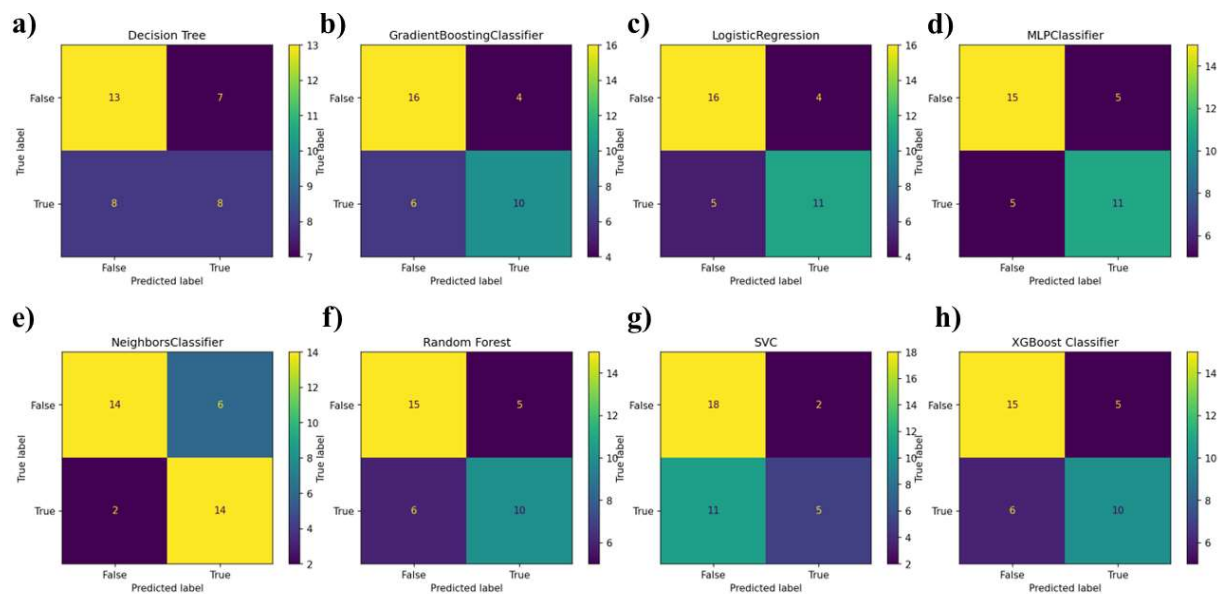 a)
Decision Tree
True label
False
True
13
7
8
8
False
True
Predicted label
13
12
11
10
9
8
7
b)
GradientBoostingClassifier
True label
False
True
16
4
6
10
False
True
Predicted label
16
14
12
10
8
6
4
c)
LogisticRegression
True label
False
True
16
4
5
11
False
True
Predicted label
16
14
12
10
8
6
4
d)
MLPClassifier
True label
False
True
15
5
5
11
False
True
Predicted label
14
12
10
8
6
e)
NeighborsClassifier
True label
False
True
14
6
2
14
False
True
Predicted label
14
12
10
8
6
4
2
f)
Random Forest
True label
False
True
15
5
6
10
False
True
Predicted label
14
12
10
8
6
g)
SVC
True label
False
True
18
2
11
5
False
True
Predicted label
18
16
14
12
10
8
6
4
2
h)
XGBoost Classifier
True label
False
True
15
5
6
10
False
True
Predicted label
14
12
10
8
6